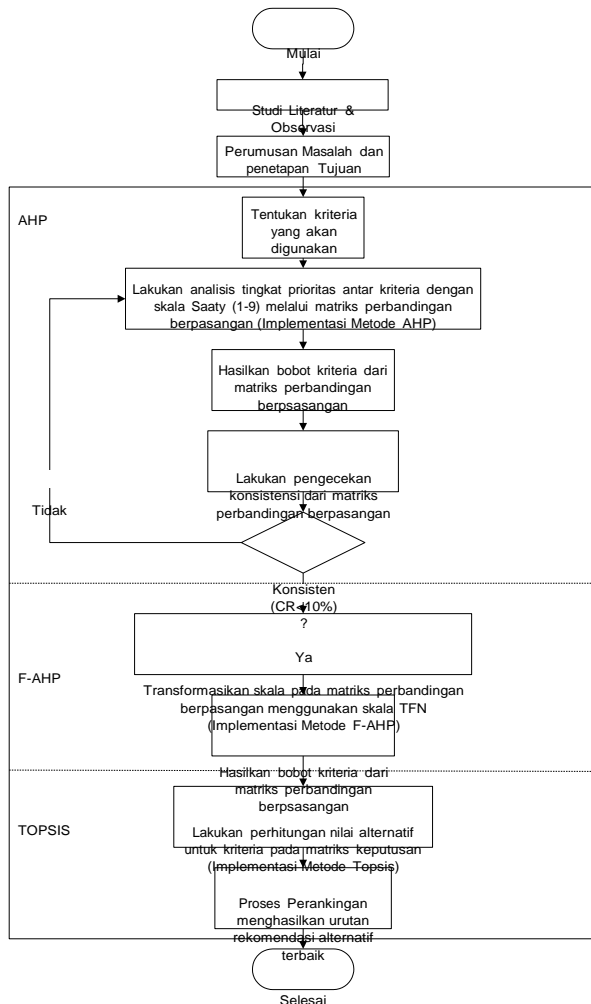 Mulai
Studi Literatur &
Observasi
Perumusan Masalah dan
penetapan Tujuan
AHP
Tentukan kriteria
yang akan
digunakan
Lakukan analisis tingkat prioritas antar kriteria dengan
skala Saaty (1-9) melalui matriks perbandingan
berpasangan (Implementasi Metode AHP)
Hasilkan bobot kriteria dari
matriks perbandingan
berpsasangan
Lakukan pengecekan
konsistensi dari matriks
perbandingan berpasangan
Tidak
Konsisten
(CR<10%)
?
Ya
F-AHP
Transformasikan skala pada matriks perbandingan
berpasangan menggunakan skala TFN
(Implementasi Metode F-AHP)
Hasilkan bobot kriteria dari
matriks perbandingan
berpsasangan
TOPSIS
Lakukan perhitungan nilai alternatif
untuk kriteria pada matriks keputusan
(Implementasi Metode Topsis)
Proses Perankingan
menghasilkan urutan
rekomendasi alternatif
terbaik
Selesai